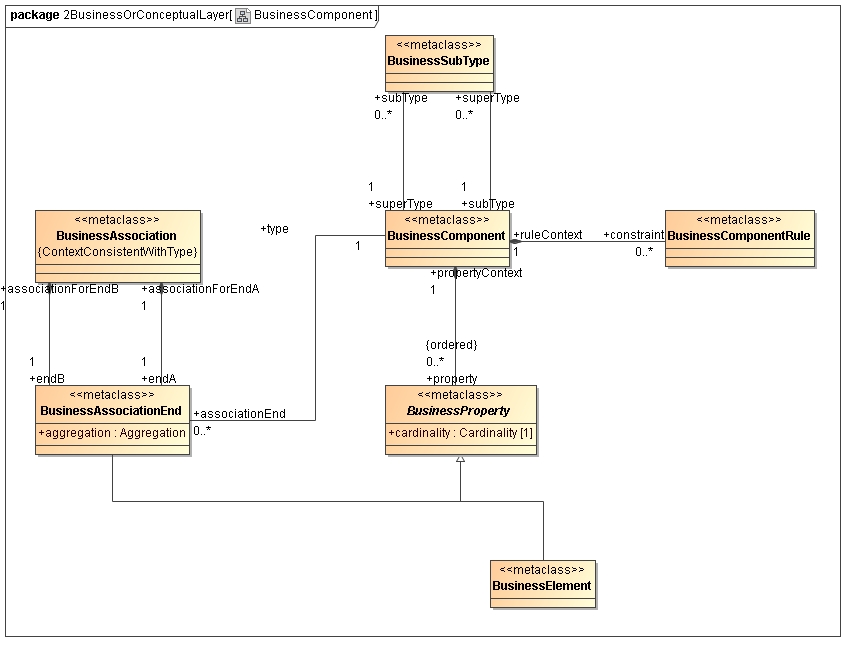 package 2BusinessOrConceptualLayer[ BusinessComponent ]
<<metaclass>>
BusinessSubType
+subType
+superType
0..*
0..*
1
1
+superType
+subType
<<metaclass>>
BusinessAssociation
{ContextConsistentWithType}
+type
1
<<metaclass>>
BusinessComponent
+ruleContext
1
+constraint
0..*
<<metaclass>>
BusinessComponentRule
+associationForEndB
1
+associationForEndA
1
+propertyContext
1
1
+endB
1
+endA
{ordered}
0..*
+property
<<metaclass>>
BusinessAssociationEnd
+aggregation : Aggregation
+associationEnd
0..*
<<metaclass>>
BusinessProperty
+cardinality : Cardinality [1]
<<metaclass>>
BusinessElement